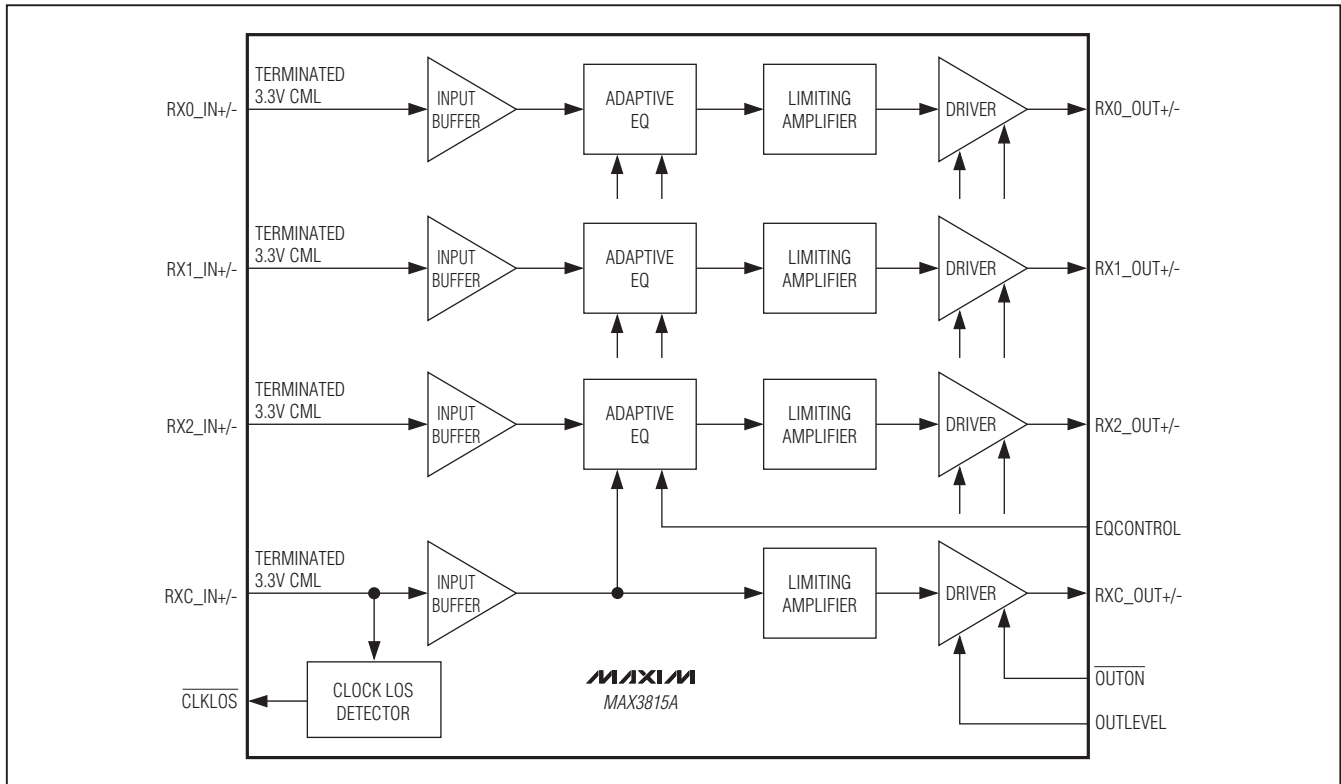 TERMINATED
3.3V CML
RX0_IN+/-
INPUT
BUFFER
ADAPTIVE
EQ
LIMITING
AMPLIFIER
DRIVER
RX0_OUT+/-
TERMINATED
3.3V CML
RX1_IN+/-
INPUT
BUFFER
ADAPTIVE
EQ
LIMITING
AMPLIFIER
DRIVER
RX1_OUT+/-
TERMINATED
3.3V CML
RX2_IN+/-
INPUT
BUFFER
ADAPTIVE
EQ
LIMITING
AMPLIFIER
DRIVER
RX2_OUT+/-
EQCONTROL
TERMINATED
3.3V CML
RXC_IN+/-
INPUT
BUFFER
LIMITING
AMPLIFIER
DRIVER
RXC_OUT+/-
CLKLOS
CLOCK LOS
DETECTOR
MAXIM
MAX3815A
OUTON
OUTLEVEL